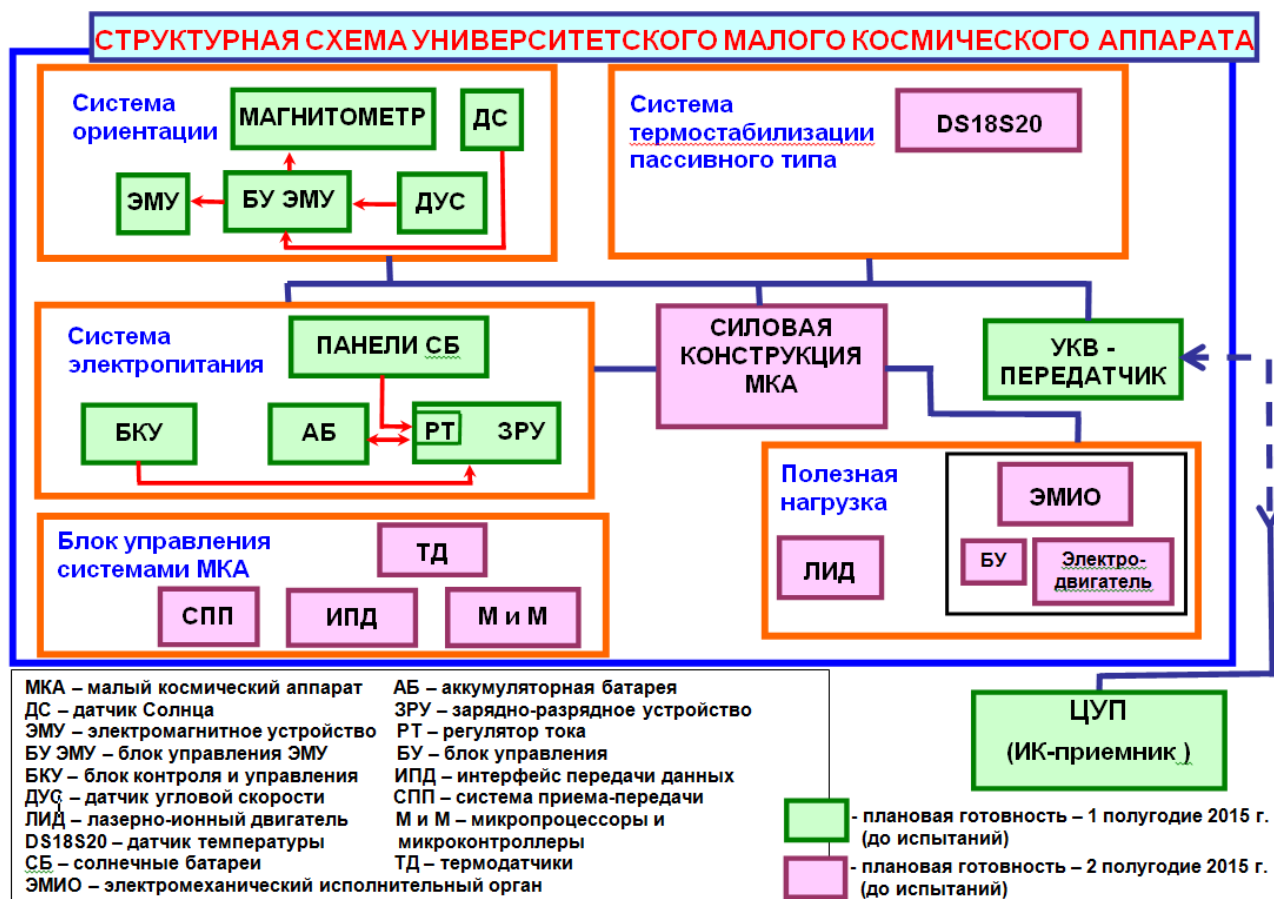 СТРУКТУРНАЯ СХЕМА УНИВЕРСИТЕТСКОГО МАЛОГО КОСМИЧЕСКОГО АППАРАТА
Система
ориентации
МАГНИТОМЕТР
ДС
ЭМУ
БУ ЭМУ
ДУС
Система
термостабилизации
пассивного типа
DS18S20
Система
электропитания
ПАНЕЛИ СБ
БКУ
АБ
РТ
ЗРУ
СИЛОВАЯ
КОНСТРУКЦИЯ
МКА
УКВ -
ПЕРЕДАТЧИК
Блок управления
системами МКА
ТД
СПП
ИПД
М и М
Полезная
нагрузка
ЛИД
ЭМИО
БУ
Электро-
двигатель
ЦУП
(ИК-приемник )
МКА – малый космический аппарат
ДС – датчик Солнца
ЭМУ – электромагнитное устройство
БУ ЭМУ – блок управления ЭМУ
БКУ – блок контроля и управления
ДУС – датчик угловой скорости
ЛИД – лазерно-ионный двигатель
DS18S20 – датчик температуры
СБ – солнечные батареи
ЭМИО – электромеханический исполнительный орган
АБ – аккумуляторная батарея
ЗРУ – зарядно-разрядное устройство
РТ – регулятор тока
БУ – блок управления
ИПД – интерфейс передачи данных
СПП – система приема-передачи
М и М – микропроцессоры и
микроконтроллеры
ТД – термодатчики
- плановая готовность – 1 полугодие 2015 г.
(до испытаний)
- плановая готовность – 2 полугодие 2015 г.
(до испытаний)